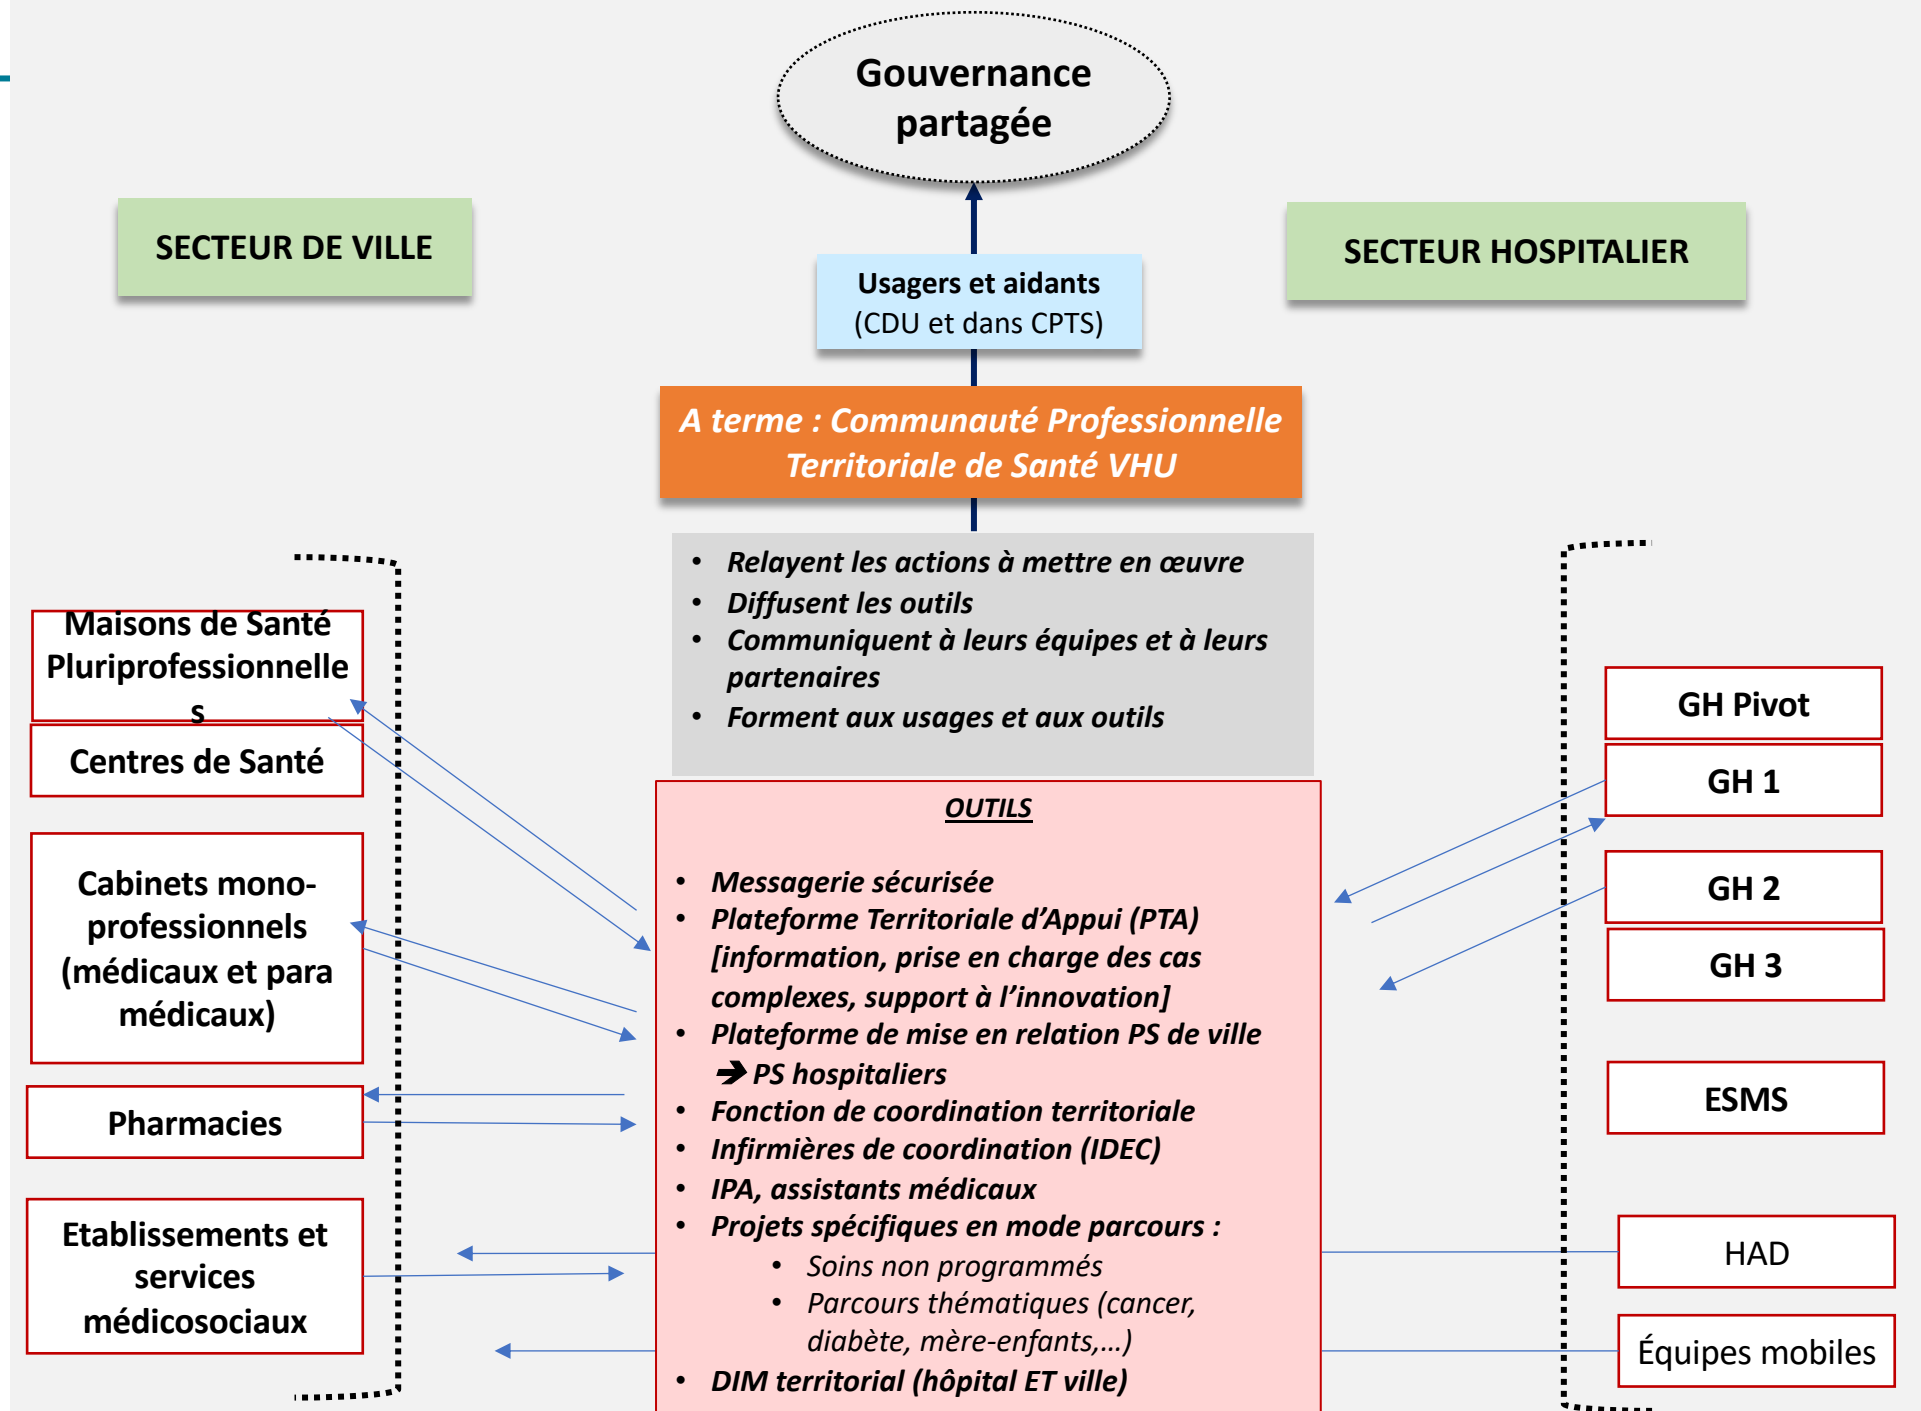 Gouvernance
partagée
SECTEUR DE VILLE
SECTEUR HOSPITALIER
Usagers et aidants
(CDU et dans CPTS)
A terme : Communauté Professionnelle
Territoriale de Santé VHU
• Relayent les actions à mettre en œuvre
• Diffusent les outils
• Communiquent à leurs équipes et à leurs
partenaires
• Forment aux usages et aux outils
Maisons de Santé
Pluriprofessionnelle
s
Centres de Santé
Cabinets mono-
professionnels
(médicaux et para
médicaux)
Pharmacies
Etablissements et
services
médicosociaux
OUTILS
• Messagerie sécurisée
• Plateforme Territoriale d’Appui (PTA)
[information, prise en charge des cas
complexes, support à l’innovation]
• Plateforme de mise en relation PS de ville
➔ PS hospitaliers
• Fonction de coordination territoriale
• Infirmières de coordination (IDEC)
• IPA, assistants médicaux
• Projets spécifiques en mode parcours :
• Soins non programmés
• Parcours thématiques (cancer,
diabète, mère-enfants,…)
• DIM territorial (hôpital ET ville)
GH Pivot
GH 1
GH 2
GH 3
ESMS
HAD
Équipes mobiles